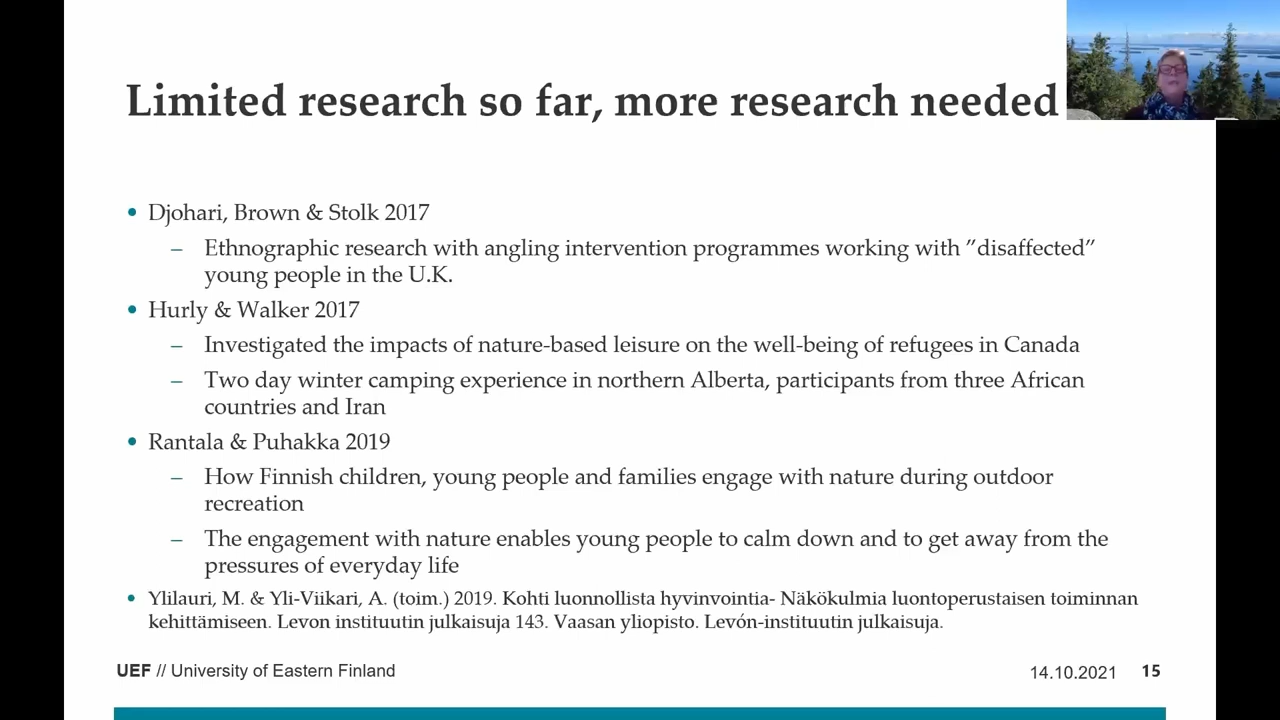 Limited research so far, more research needed
• Djohari, Brown & Stolk 2017
– Ethnographic research with angling intervention programmes working with ”disaffected”
young people in the U.K.
• Hurly & Walker 2017
– Investigated the impacts of nature-based leisure on the well-being of refugees in Canada
– Two day winter camping experience in northern Alberta, participants from three African
countries and Iran
• Rantala & Puhakka 2019
– How Finnish children, young people and families engage with nature during outdoor
recreation
– The engagement with nature enables young people to calm down and to get away from the
pressures of everyday life
• Ylilauri, M. & Yli-Viikari, A. (toim.) 2019. Kohti luonnollista hyvinvointia- Näkökulmia luontoperustaisen toiminnan
kehittämiseen. Levon instituutin julkaisuja 143. Vaasan yliopisto. Levón-instituutin julkaisuja.
UEF // University of Eastern Finland
14.10.2021 15